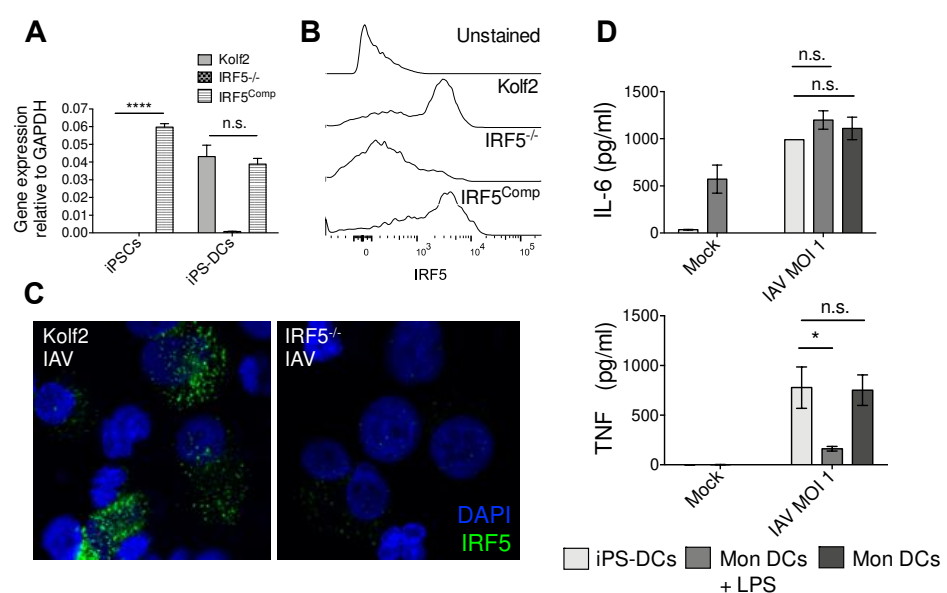 A
Kolf2
IRF5-/-
IRF5Comp
Gene expression
relative to GAPDH
0.07
0.06
0.05
0.04
0.03
0.02
0.01
0.00
****
n.s.
iPSCs
iPS-DCs
B
Unstained
Kolf2
IRF5-/-
IRF5Comp
0
103
104
105
IRF5
C
Kolf2
IAV
IRF5-/-
IAV
DAPI
IRF5
D
n.s.
n.s.
IL-6 (pg/ml)
1500
1000
500
0
Mock
IAV MOI 1
n.s.
*
TNF (pg/ml)
1500
1000
500
0
Mock
IAV MOI 1
iPS-DCs
Mon DCs
+ LPS
Mon DCs